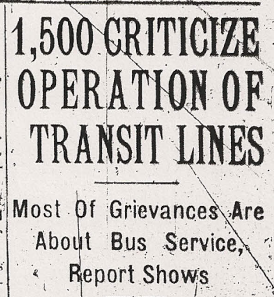 1,500 CRITICIZE
OPERATION OF
TRANSIT LINES
Most Of Grievances Are
About Bus Service,
Report Shows